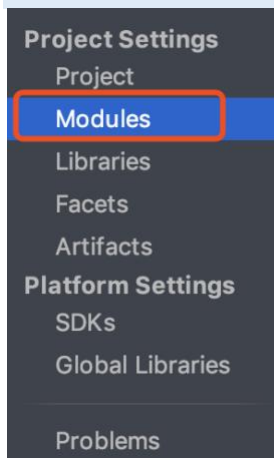 Project Settings
Project
Modules
Libraries
Facets
Artifacts
Platform Settings
SDKs
Global Libraries
Problems